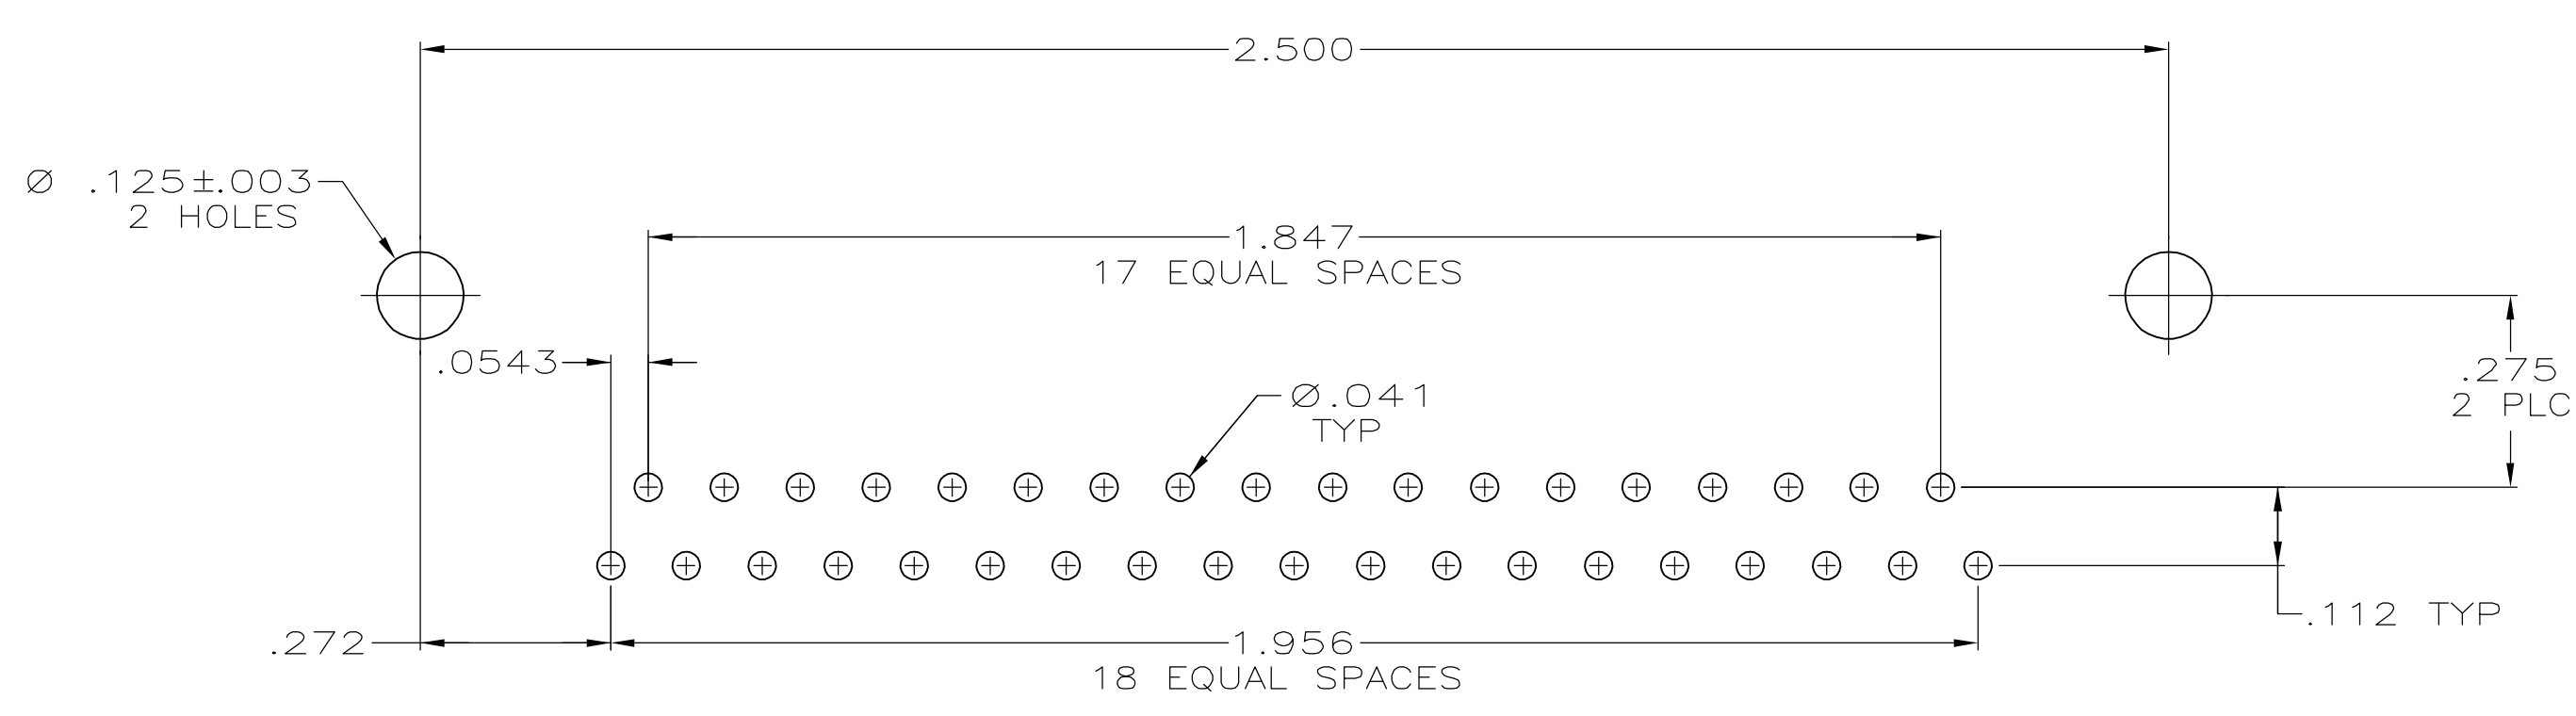 2.500
Ø .125±.003
2 HOLES
1.847
17 EQUAL SPACES
.0543
Ø.041
TYP
.275
2 PLC
.272
1.956
18 EQUAL SPACES
.112 TYP